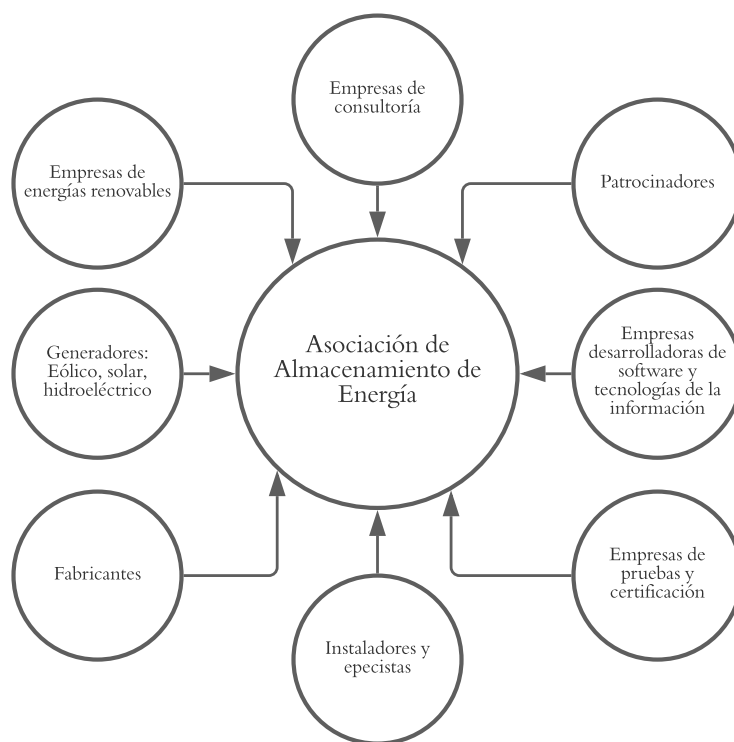 Empresas de
consultoría
Empresas de
energías renovables
Patrocinadores
Generadores:
Eólico, solar,
hidroeléctrico
Asociación de
Almacenamiento de
Energía
Empresas
desarrolladoras de
software y
tecnologías de la
información
Fabricantes
Instaladores y
epecistas
Empresas de
pruebas y
certificación